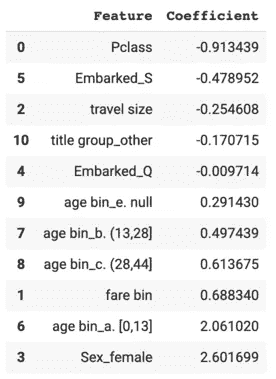 Feature Coefficient
0 Pclass -0.913439
5 Embarked_S -0.478952
2 travel size -0.254608
10 title group_other -0.170715
4 Embarked_Q -0.009714
9 age bin_e. null 0.291430
7 age bin_b. (13,28] 0.497439
8 age bin_c. (28,44] 0.613675
1 fare bin 0.688340
6 age bin_a. [0,13] 2.061020
3 Sex_female 2.601699